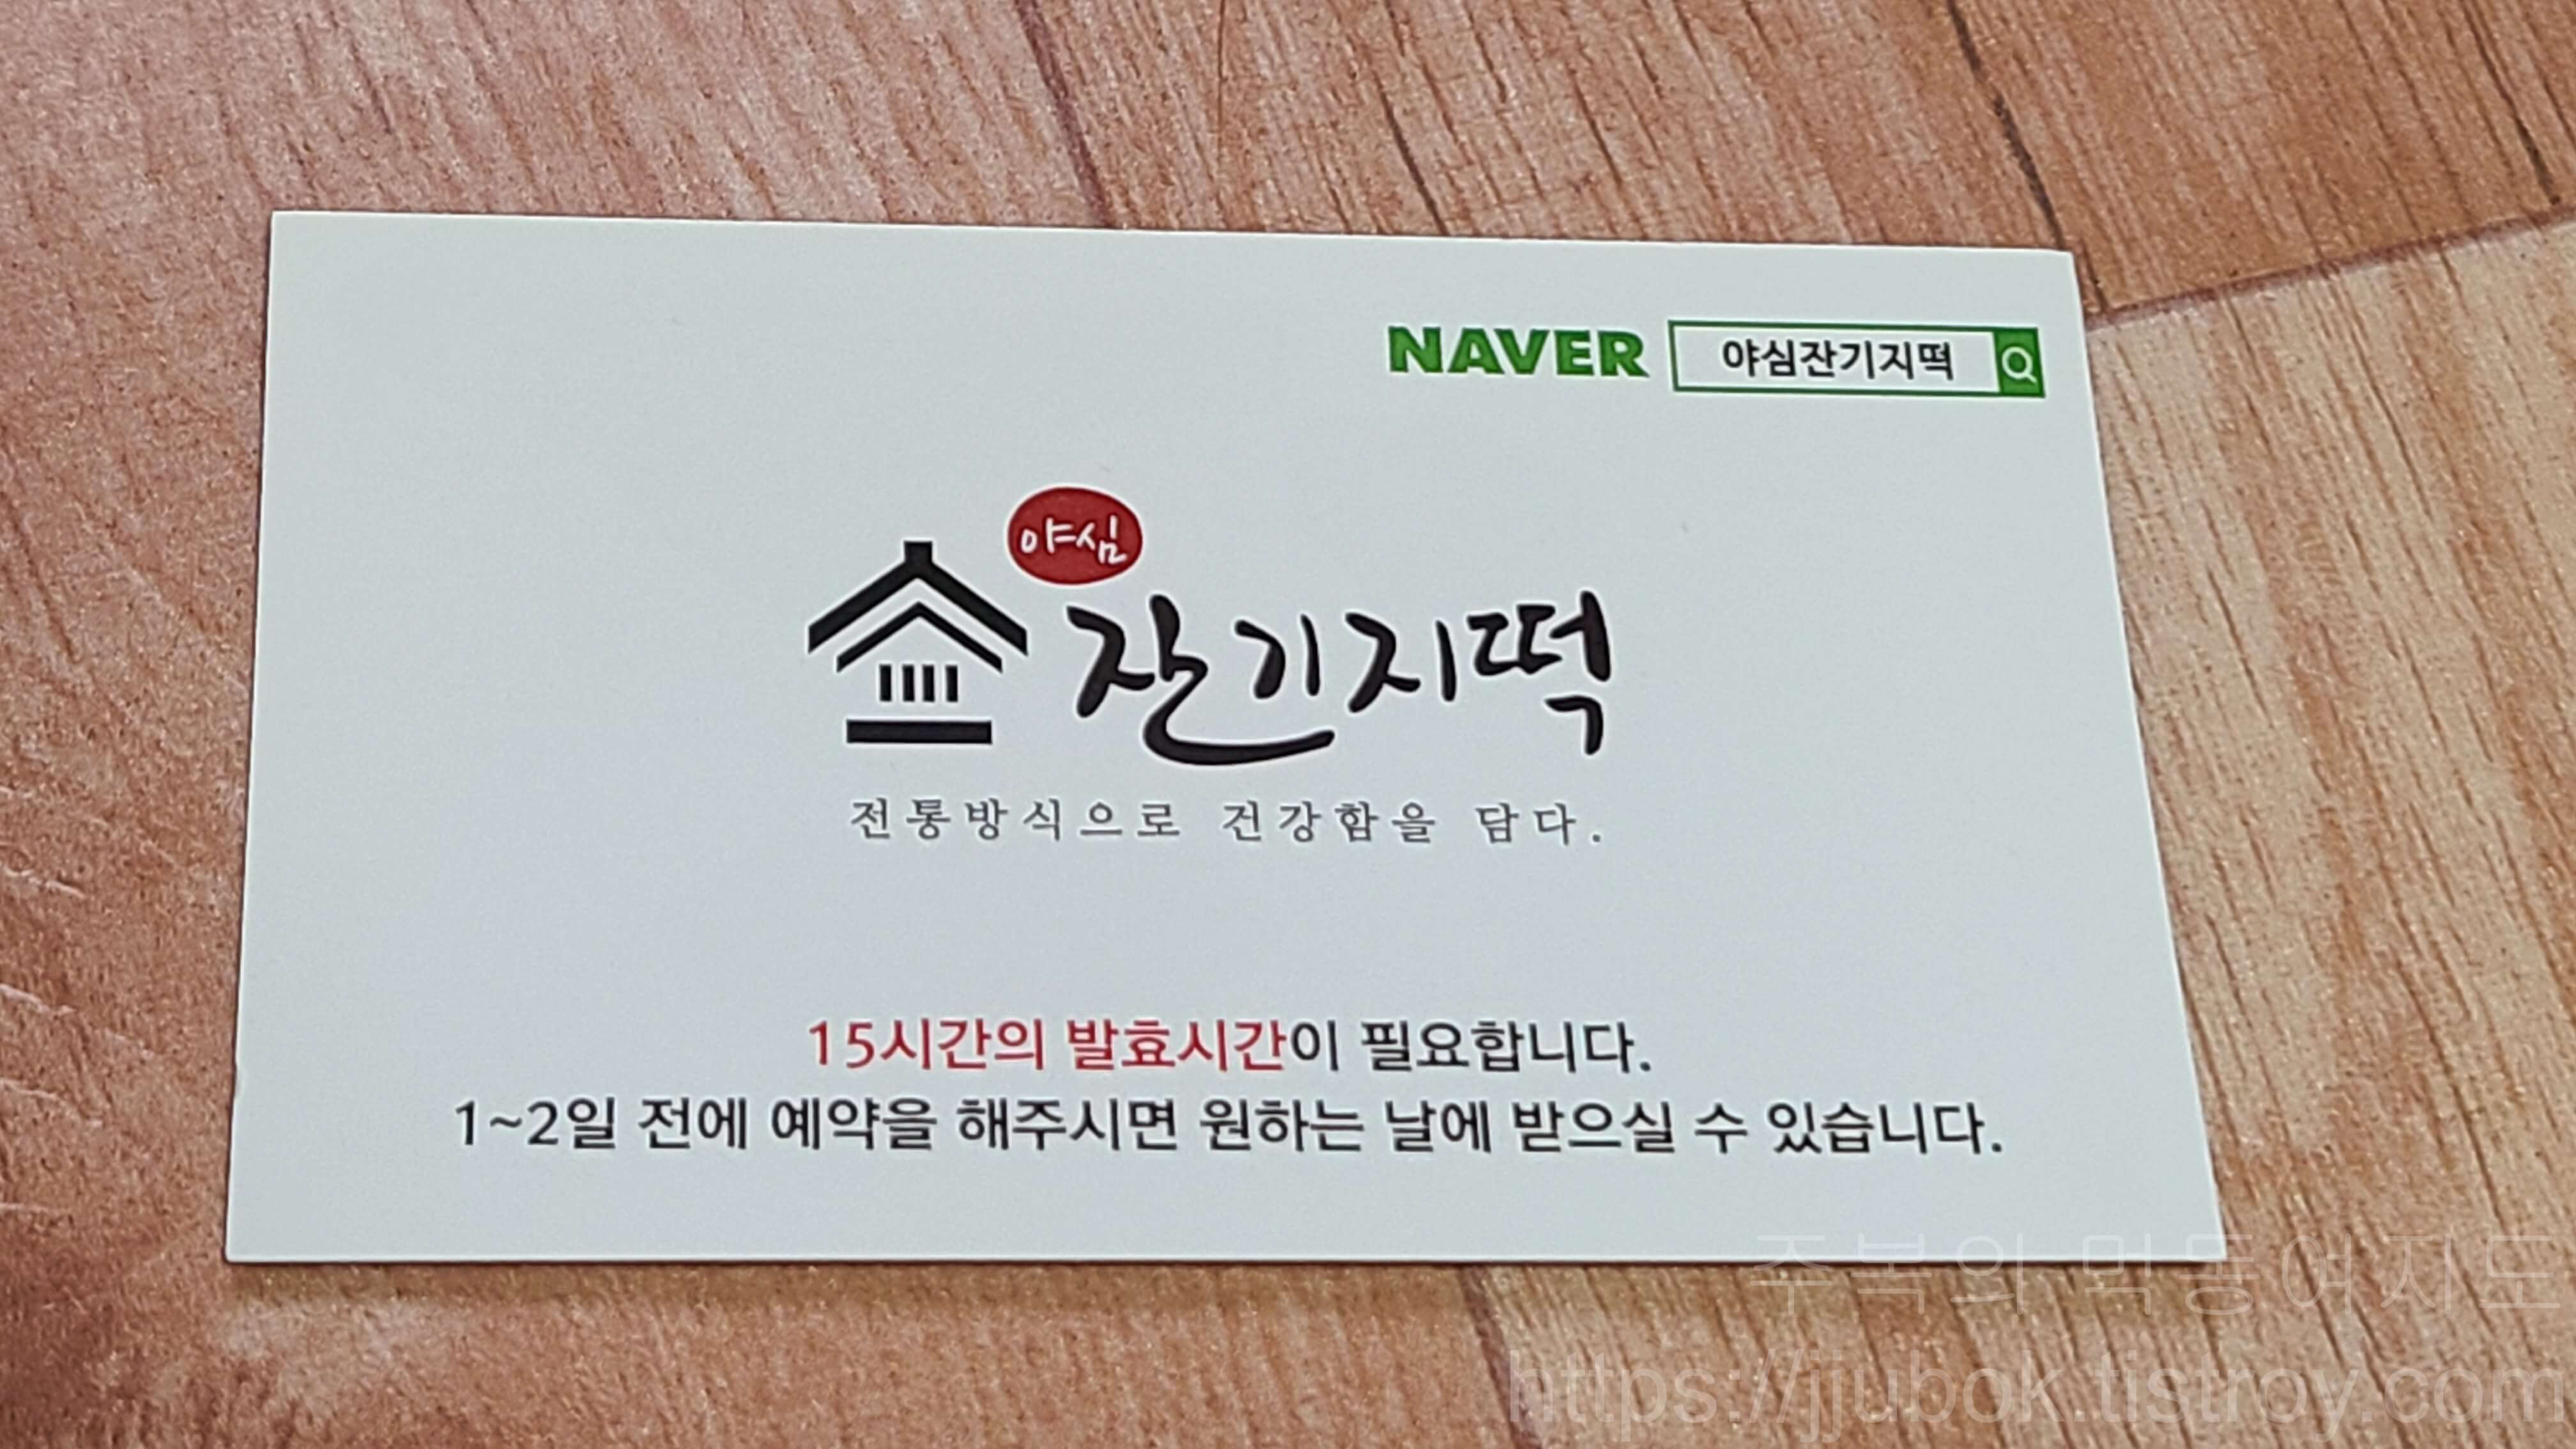 NAVER 야심잔기지떡
야심
잔기지떡
전통방식으로 건강함을 담다.
15시간의 발효시간이 필요합니다.
1~2일 전에 예약을 해주시면 원하는 날에 받으실 수 있습니다.
주복의 먹동여지도
https://jjubok.tistroy.com